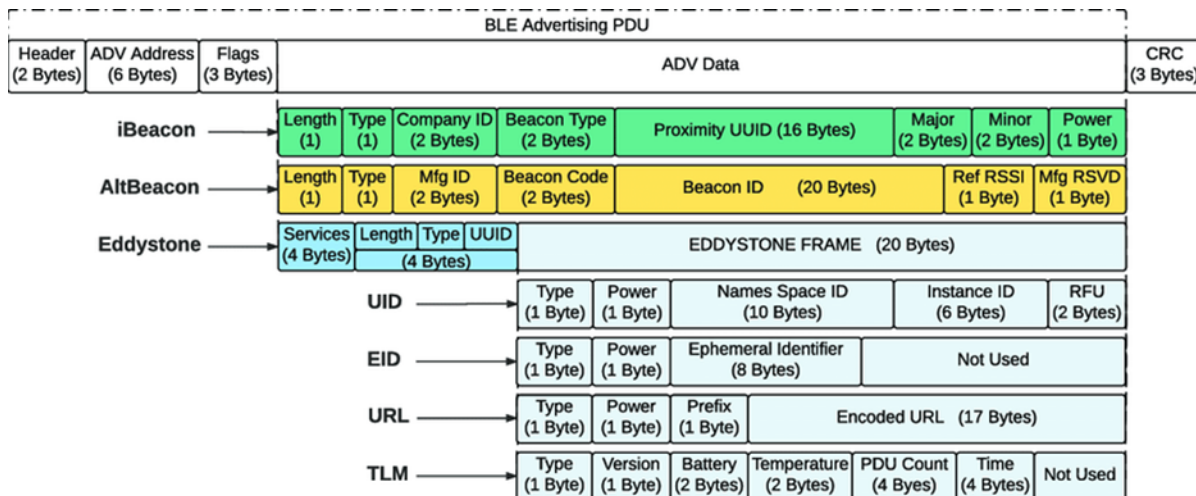 BLE Advertising PDU
Header ADV Address Flags CRC
(2 Bytes) (6 Bytes) (3 Bytes) ADV Data (3 Bytes)
iBeacon Length Type Company ID Beacon Type Proximity UUID (16 Bytes) Major Minor Power
(1) (1) (2 Bytes) (2 Bytes) (2 Bytes) (2 Bytes) (1 Byte)
AltBeacon Length Type Mfg ID Beacon Code Beacon ID (20 Bytes) Ref RSSI Mfg RSVD
(1) (1) (2 Bytes) (2 Bytes) (1 Byte) (1 Byte)
Eddystone Services Length Type UUID EDDYSTONE FRAME (20 Bytes)
(4 Bytes) (4 Bytes)
UID Type Power Names Space ID Instance ID RFU
(1 Byte) (1 Byte) (10 Bytes) (6 Bytes) (2 Bytes)
EID Type Power Ephemeral Identifier Not Used
(1 Byte) (1 Byte) (8 Bytes)
URL Type Power Prefix Encoded URL (17 Bytes)
(1 Byte) (1 Byte) (1 Byte)
TLM Type Version Battery Temperature PDU Count Time Not Used
(1 Byte) (1 Byte) (2 Bytes) (2 Bytes) (4 Byes) (4 Bytes)